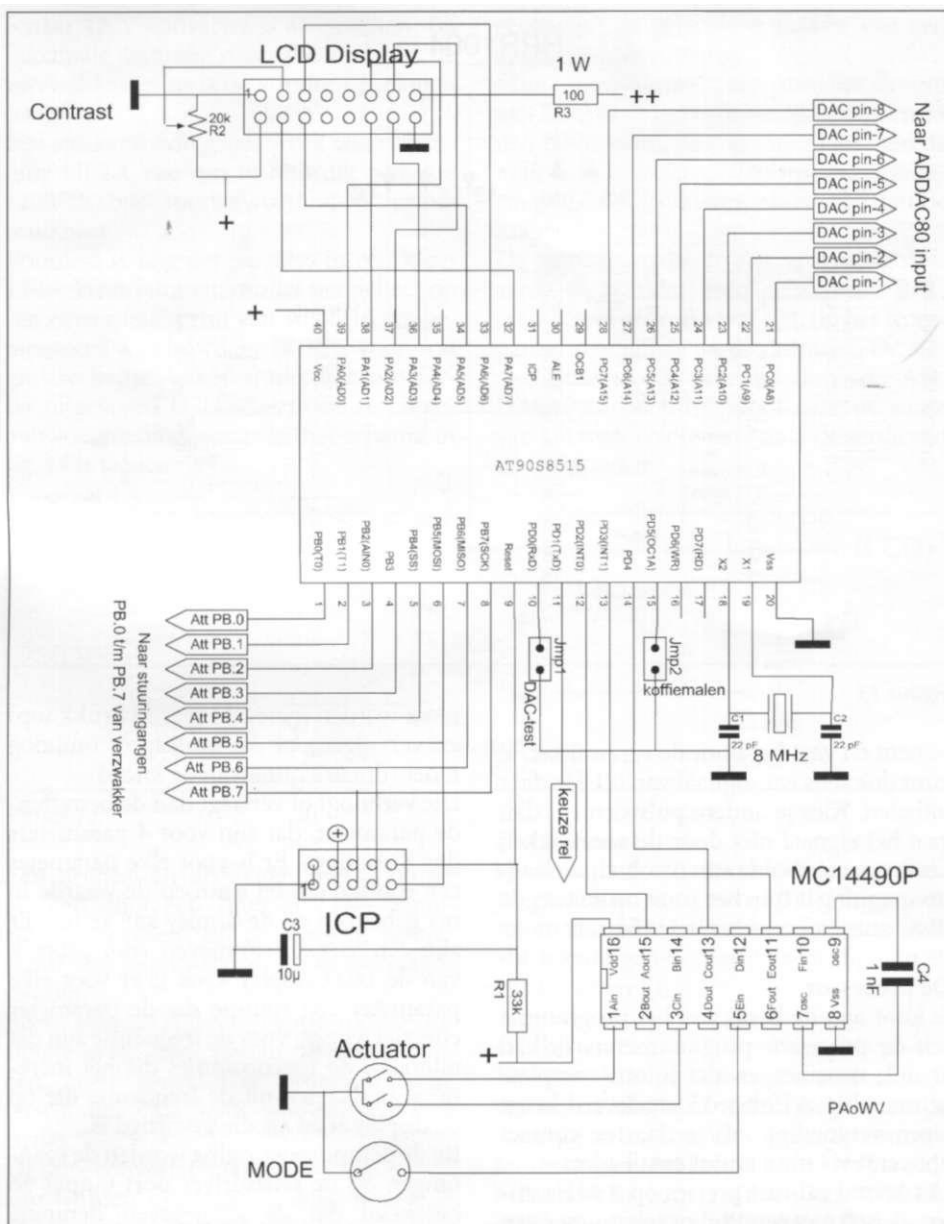 LCD Display
Contrast
1
20k
R2
+
1 W
100
R3
++
DAC pin-8
DAC pin-7
DAC pin-6
DAC pin-5
DAC pin-4
DAC pin-3
DAC pin-2
DAC pin-1
Naar ADDAC80 input
+
40 39 38 37 36 35 34 33 32 31 30 29 28 27 26 25 24 23 22 21
Vcc
PA0(AD0)
PA1(AD1)
PA2(AD2)
PA3(AD3)
PA4(AD4)
PA5(AD5)
PA6(AD6)
PA7(AD7)
ICP
ALE
OCB
PC7(A15)
PC6(A14)
PC5(A13)
PC4(A12)
PC3(A11)
PC2(A10)
PC1(A9)
PC0(A8)
AT90S8515
PB0(T0)
PB1(T1)
PB2(AIN0)
PB3
PB4(SS)
PB5(MOSI)
PB6(MISO)
PB7(SCK)
Reset
PD0(RxD)
PD1(TxD)
PD2(INT0)
PD3(INT1)
PD4
PD5(OC1A)
PD6(WR)
PD7(RD)
X2
X1
Vss
1 2 3 4 5 6 7 8 9 10 11 12 13 14 15 16 17 18 19 20
Att PB.0
Att PB.1
Att PB.2
Att PB.3
Att PB.4
Att PB.5
Att PB.6
Att PB.7
Naar stuuringangen
PB.0 t/m PB.7 van verzwakker
Jmp1
DAC-test
Jmp2
koffiemalen
C1
22 pF
8 MHz
C2
22 pF
keuze rel
+
1
ICP
C3
10µ
R1
33k
+
MC14490P
Vdd16
Aout15
Bin14
Cout13
Din12
Eout11
Fin10
osc9
1Ain
2Bout
3Cin
4Dout
5Ein
6Fout
7osc
8 Vss
C4
1 nF
Actuator
MODE
PAoWV